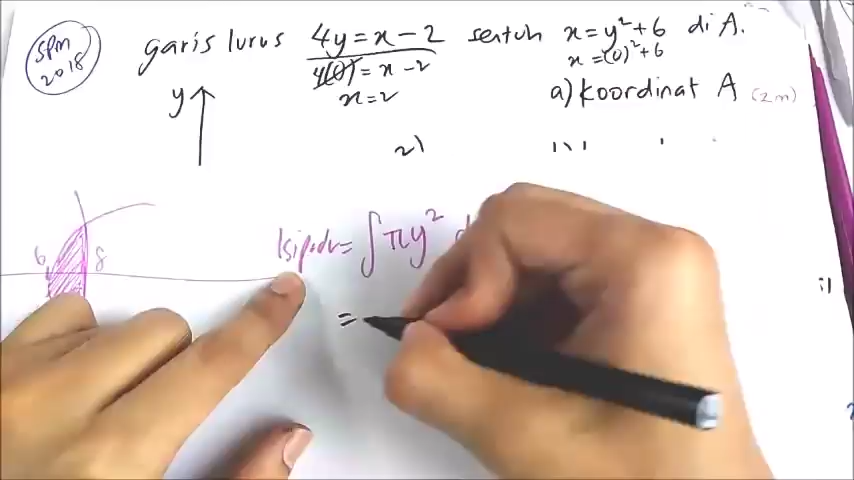 spm 2018
garis lurus 4y = x - 2 sentuh x = y² + 6 di A.
4(0) = x - 2
x = (0)² + 6
x = 2
y
a) koordinat A (2m)
6
8
Isipadu = ∫πy²
=